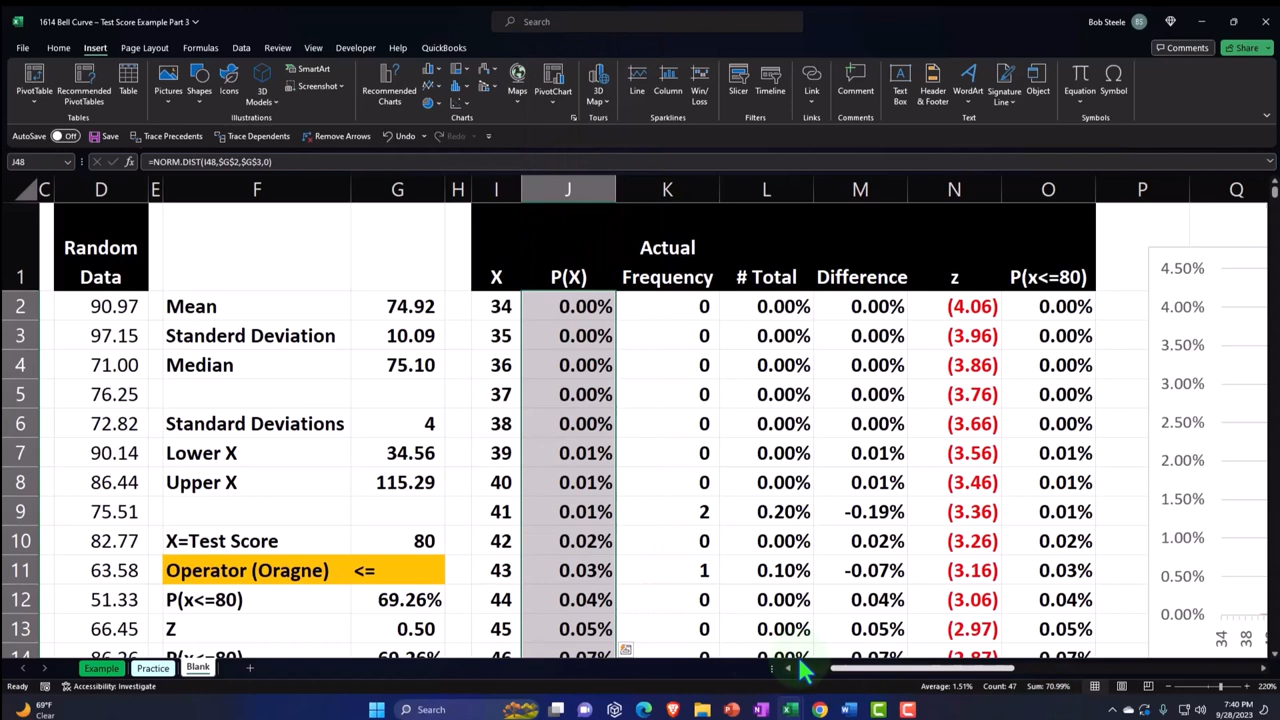 1614 Bell Curve – Test Score Example Part 3
Search
Bob Steele
BS
File Home Insert Page Layout Formulas Data Review View Developer Help QuickBooks
Comments
Share
PivotTable
Recommended PivotTables
Table
Pictures
Shapes
Icons
3D Models
SmartArt
Screenshot
Recommended Charts
Maps
PivotChart
3D Map
Line
Column
Win/ Loss
Slicer
Timeline
Link
Comment
Text Box
Header & Footer
WordArt
Signature Line
Object
Equation
Symbol
Tables Illustrations Charts Tours Sparklines Filters Links Comments Text Symbols
AutoSave Off Save Trace Precedents Trace Dependents Remove Arrows Undo Redo
J48 fx =NORM.DIST(I48,$G$2,$G$3,0)
C D E F G H I J K L M N O P Q
1 Random Data X P(X) Actual Frequency # Total Difference z P(x<=80)
2 90.97 Mean 74.92 34 0.00% 0 0.00% 0.00% (4.06) 0.00%
3 97.15 Standerd Deviation 10.09 35 0.00% 0 0.00% 0.00% (3.96) 0.00%
4 71.00 Median 75.10 36 0.00% 0 0.00% 0.00% (3.86) 0.00%
5 76.25 37 0.00% 0 0.00% 0.00% (3.76) 0.00%
6 72.82 Standard Deviations 4 38 0.00% 0 0.00% 0.00% (3.66) 0.00%
7 90.14 Lower X 34.56 39 0.01% 0 0.00% 0.01% (3.56) 0.01%
8 86.44 Upper X 115.29 40 0.01% 0 0.00% 0.01% (3.46) 0.01%
9 75.51 41 0.01% 2 0.20% -0.19% (3.36) 0.01%
10 82.77 X=Test Score 80 42 0.02% 0 0.00% 0.02% (3.26) 0.02%
11 63.58 Operator (Oragne) <= 43 0.03% 1 0.10% -0.07% (3.16) 0.03%
12 51.33 P(x<=80) 69.26% 44 0.04% 0 0.00% 0.04% (3.06) 0.04%
13 66.45 Z 0.50 45 0.05% 0 0.00% 0.05% (2.97) 0.05%
4.50%
4.00%
3.50%
3.00%
2.50%
2.00%
1.50%
1.00%
0.50%
0.00%
34 38 42 46
Example Practice Blank
Ready Accessibility: Investigate Average: 1.51% Count: 47 Sum: 70.99% 220%
69°F
Clear
Search
7:40 PM
9/28/2023